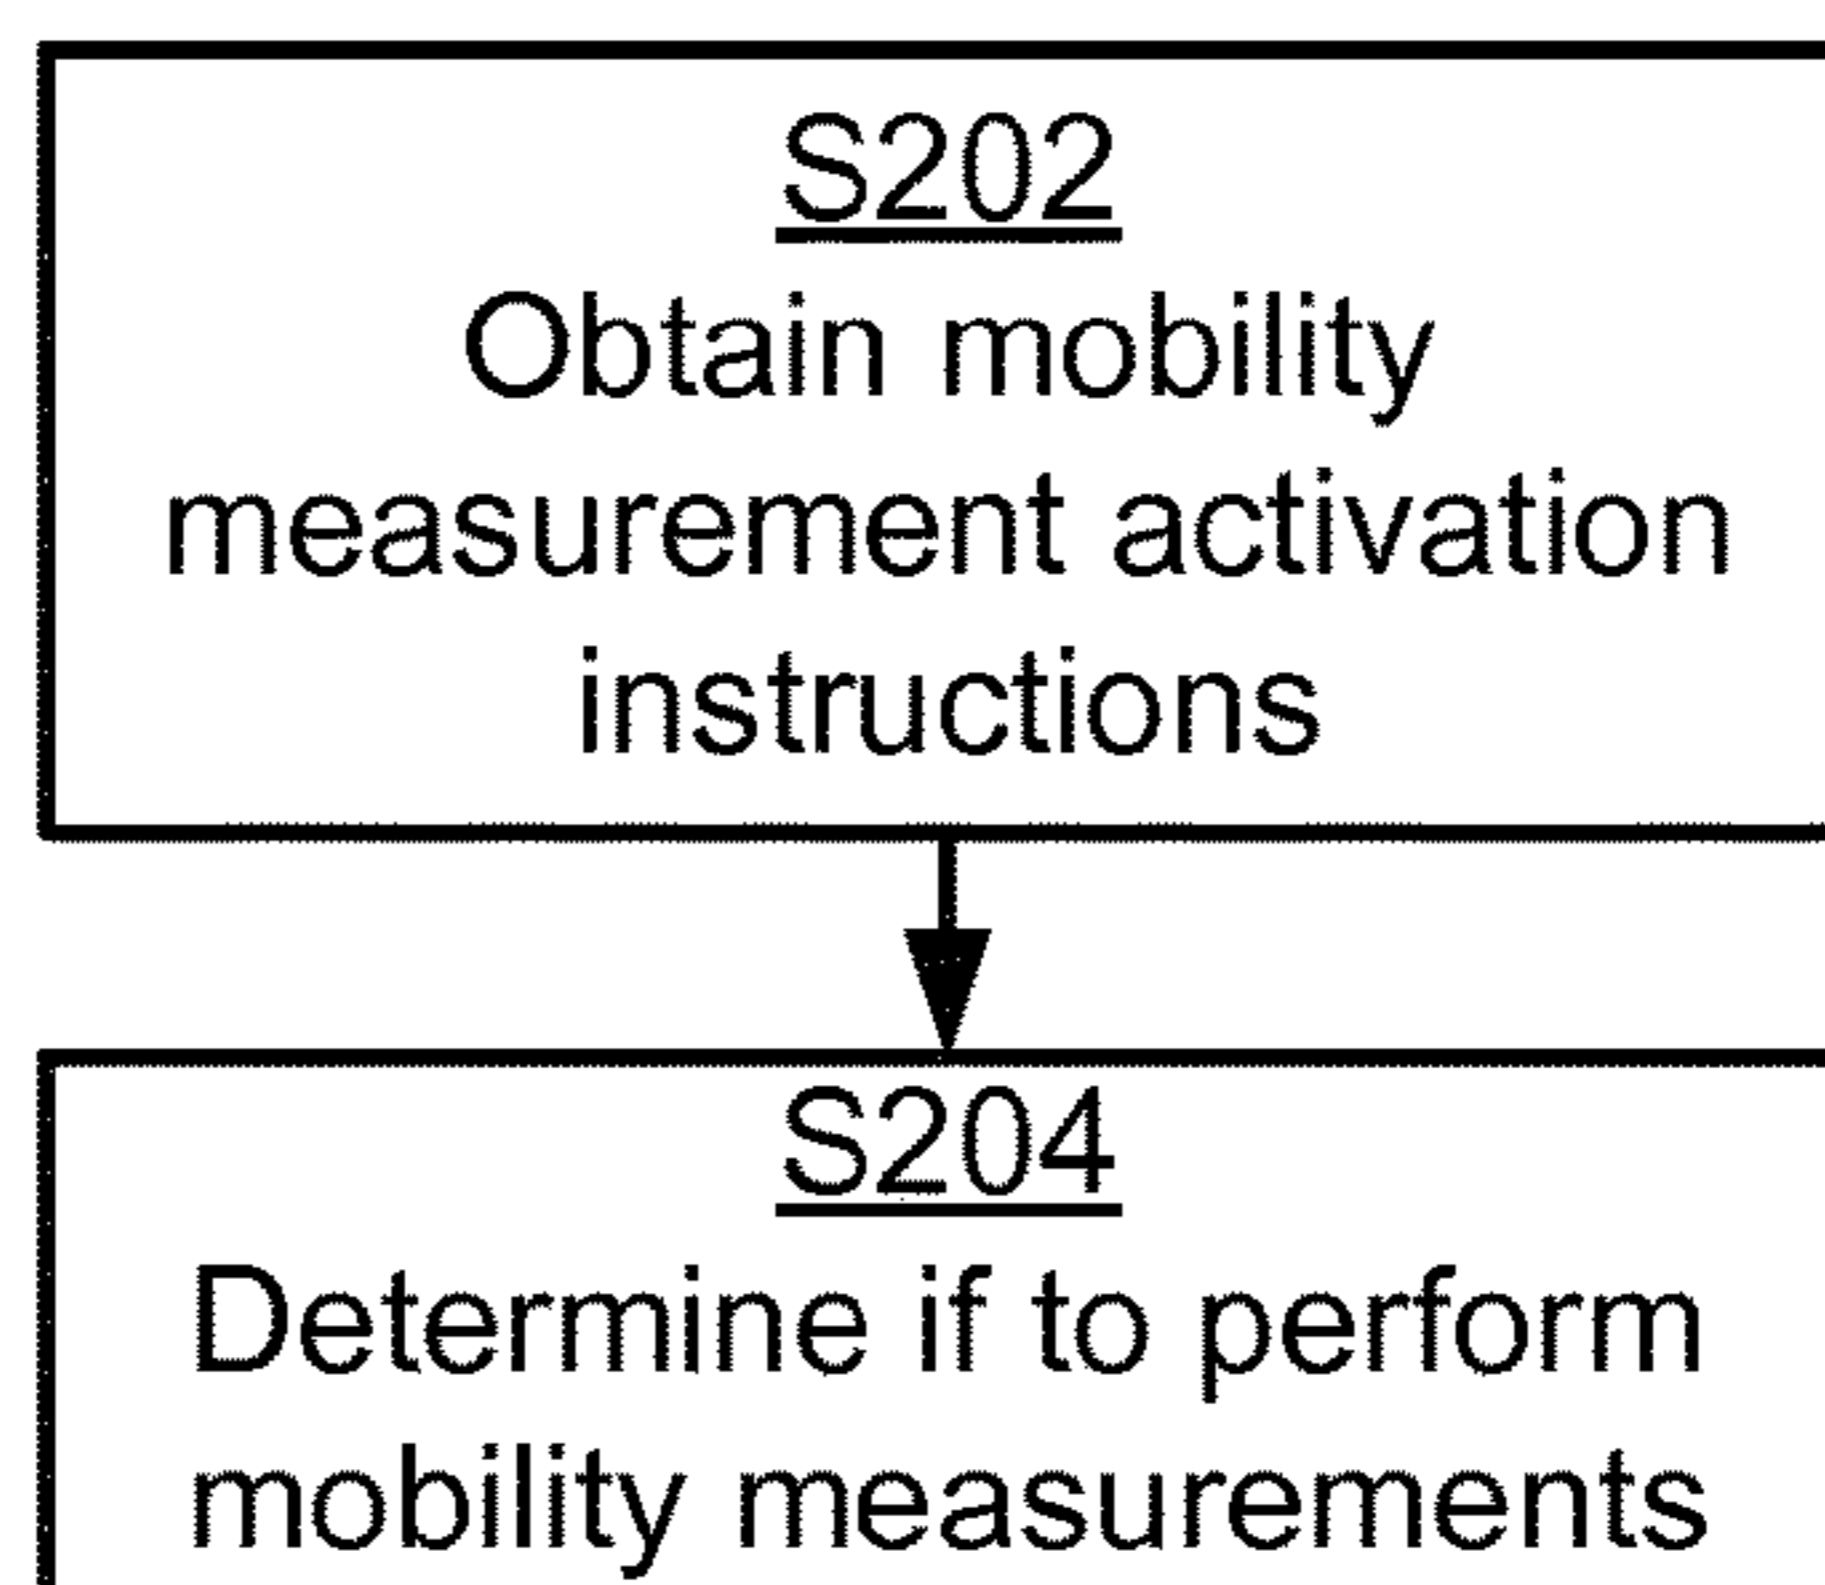 S202
Obtain mobility
measurement activation
instructions
S204
Determine if to perform
mobility measurements